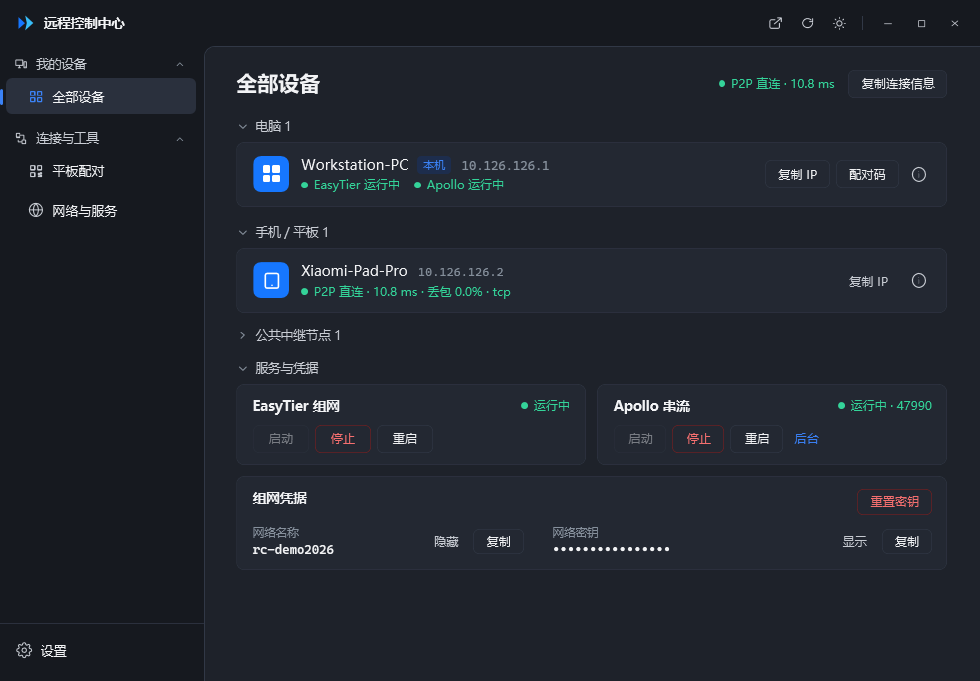 远程控制中心
我的设备
全部设备
连接与工具
平板配对
网络与服务
设置
全部设备
P2P 直连 · 10.8 ms
复制连接信息
电脑 1
Workstation-PC 本机 10.126.126.1
EasyTier 运行中 Apollo 运行中
复制 IP
配对码
手机 / 平板 1
Xiaomi-Pad-Pro 10.126.126.2
P2P 直连 · 10.8 ms · 丢包 0.0% · tcp
复制 IP
公共中继节点 1
服务与凭据
EasyTier 组网
运行中
启动 停止 重启
Apollo 串流
运行中 · 47990
启动 停止 重启 后台
组网凭据
重置密钥
网络名称
rc-demo2026
隐藏 复制
网络密钥
••••••••••••••••
显示 复制